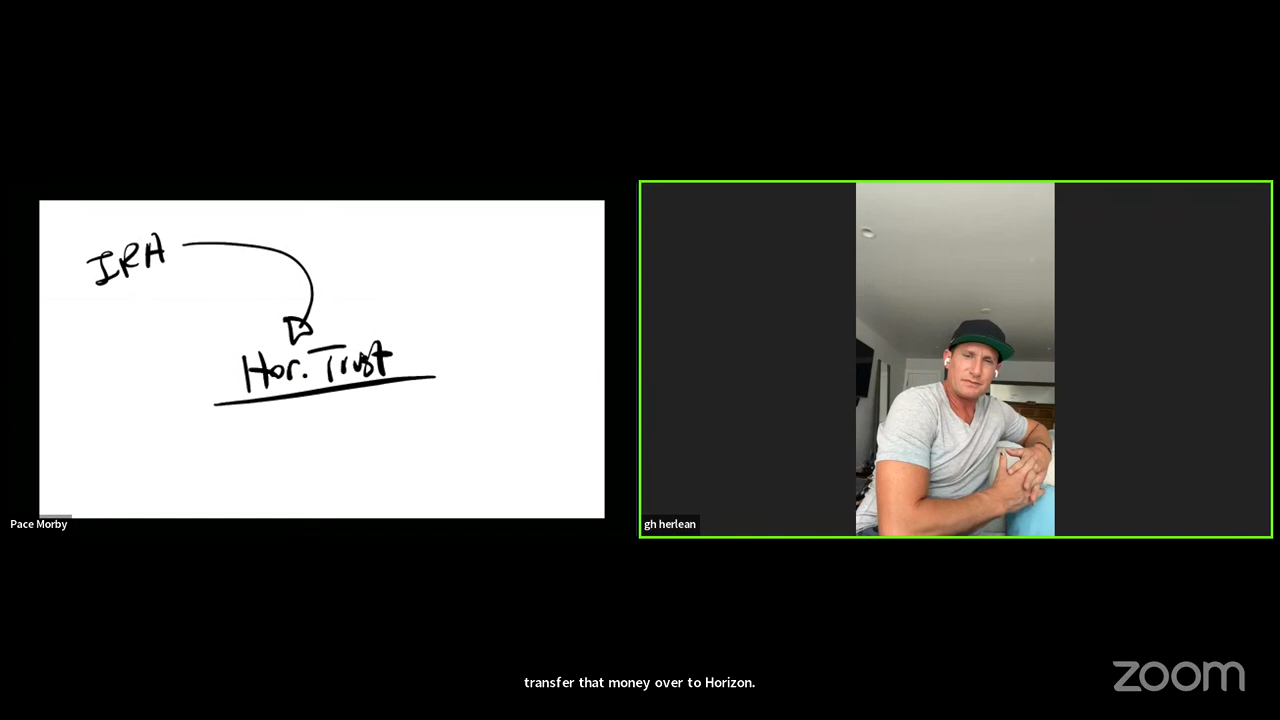 IRA
Hor. Trust
Pace Morby
gh herlean
transfer that money over to Horizon.
zoom